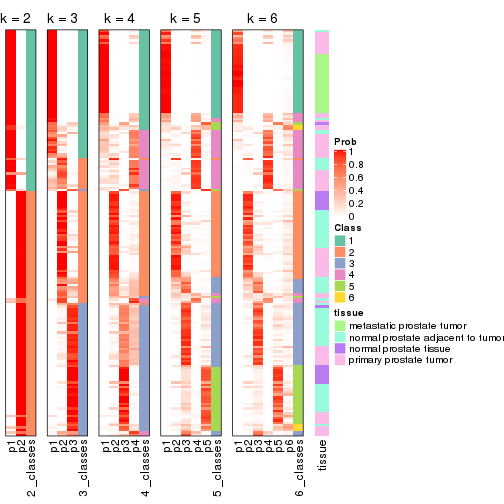 k = 2 k = 3 k = 4 k = 5 k = 6
Prob
1
0.8
0.6
0.4
0.2
0
Class
1
2
3
4
5
6
tissue
metastatic prostate tumor
normal prostate adjacent to tumor
normal prostate tissue
primary prostate tumor
p1 p2 2_classes p1 p2 p3 3_classes p1 p2 p3 p4 4_classes p1 p2 p3 p4 p5 5_classes p1 p2 p3 p4 p5 p6 6_classes tissue